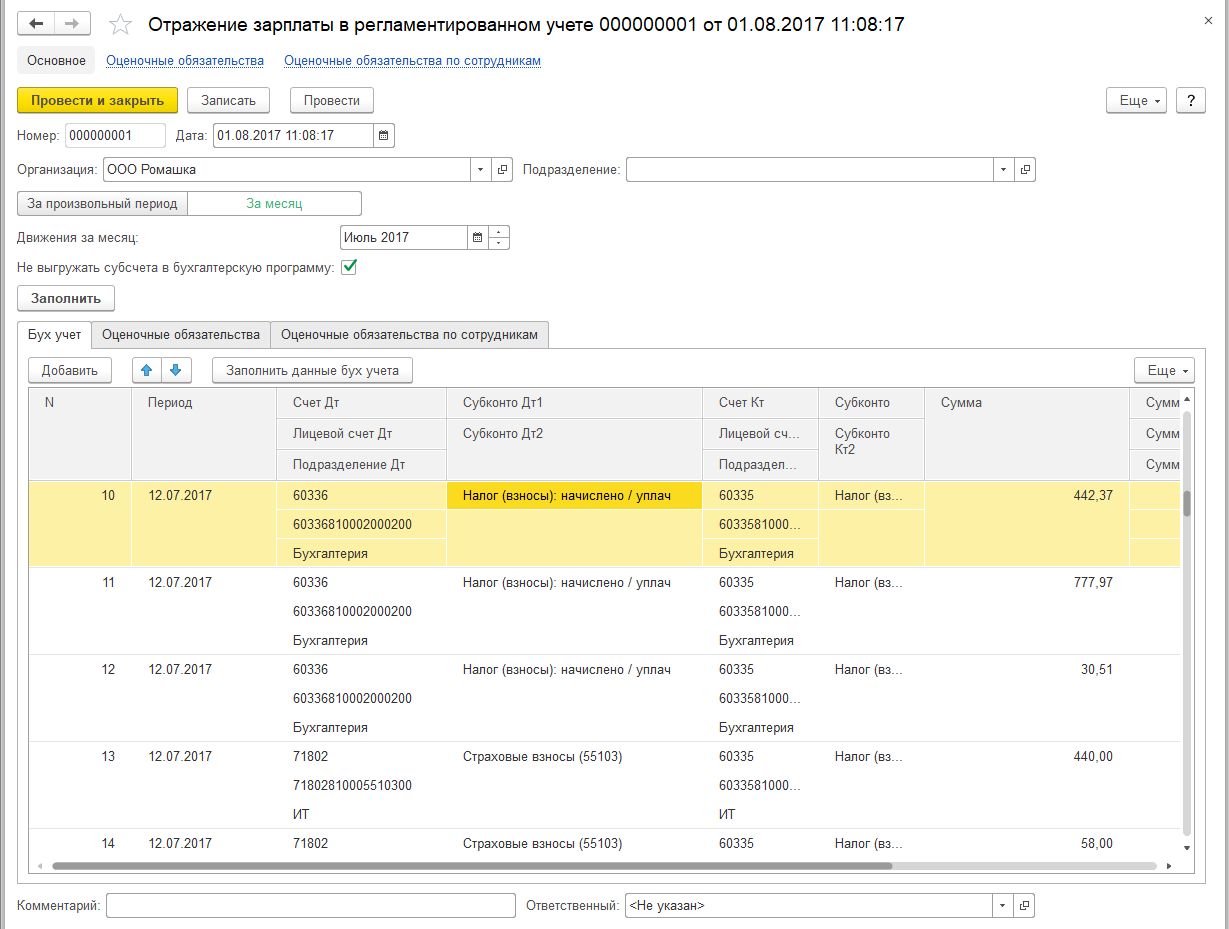 Отражение зарплаты в регламентированном учете 000000001 от 01.08.2017 11:08:17
Основное Оценочные обязательства Оценочные обязательства по сотрудникам
Провести и закрыть Записать Провести Еще ?
Номер: 000000001 Дата: 01.08.2017 11:08:17
Организация: ООО Ромашка Подразделение:
За произвольный период За месяц
Движения за месяц: Июль 2017
Не выгружать субсчета в бухгалтерскую программу:
Заполнить
Бух учет Оценочные обязательства Оценочные обязательства по сотрудникам
Добавить Заполнить данные бух учета Еще
N Период Счет Дт Субконто Дт1 Счет Кт Субконто Сумма Сумм
Лицевой счет Дт Субконто Дт2 Лицевой сч... Субконто Сумм
Кт2
Подразделение Дт Подраздел... Сумм
10 12.07.2017 60336 Налог (взносы): начислено / уплач 60335 Налог (вз... 442,37
60336810002000200 6033581000...
Бухгалтерия Бухгалтерия
11 12.07.2017 60336 Налог (взносы): начислено / уплач 60335 Налог (вз... 777,97
60336810002000200 6033581000...
Бухгалтерия Бухгалтерия
12 12.07.2017 60336 Налог (взносы): начислено / уплач 60335 Налог (вз... 30,51
60336810002000200 6033581000...
Бухгалтерия Бухгалтерия
13 12.07.2017 71802 Страховые взносы (55103) 60335 Налог (вз... 440,00
71802810005510300 6033581000...
ИТ ИТ
14 12.07.2017 71802 Страховые взносы (55103) 60335 Налог (вз... 58,00
Комментарий: Ответственный: <Не указан>